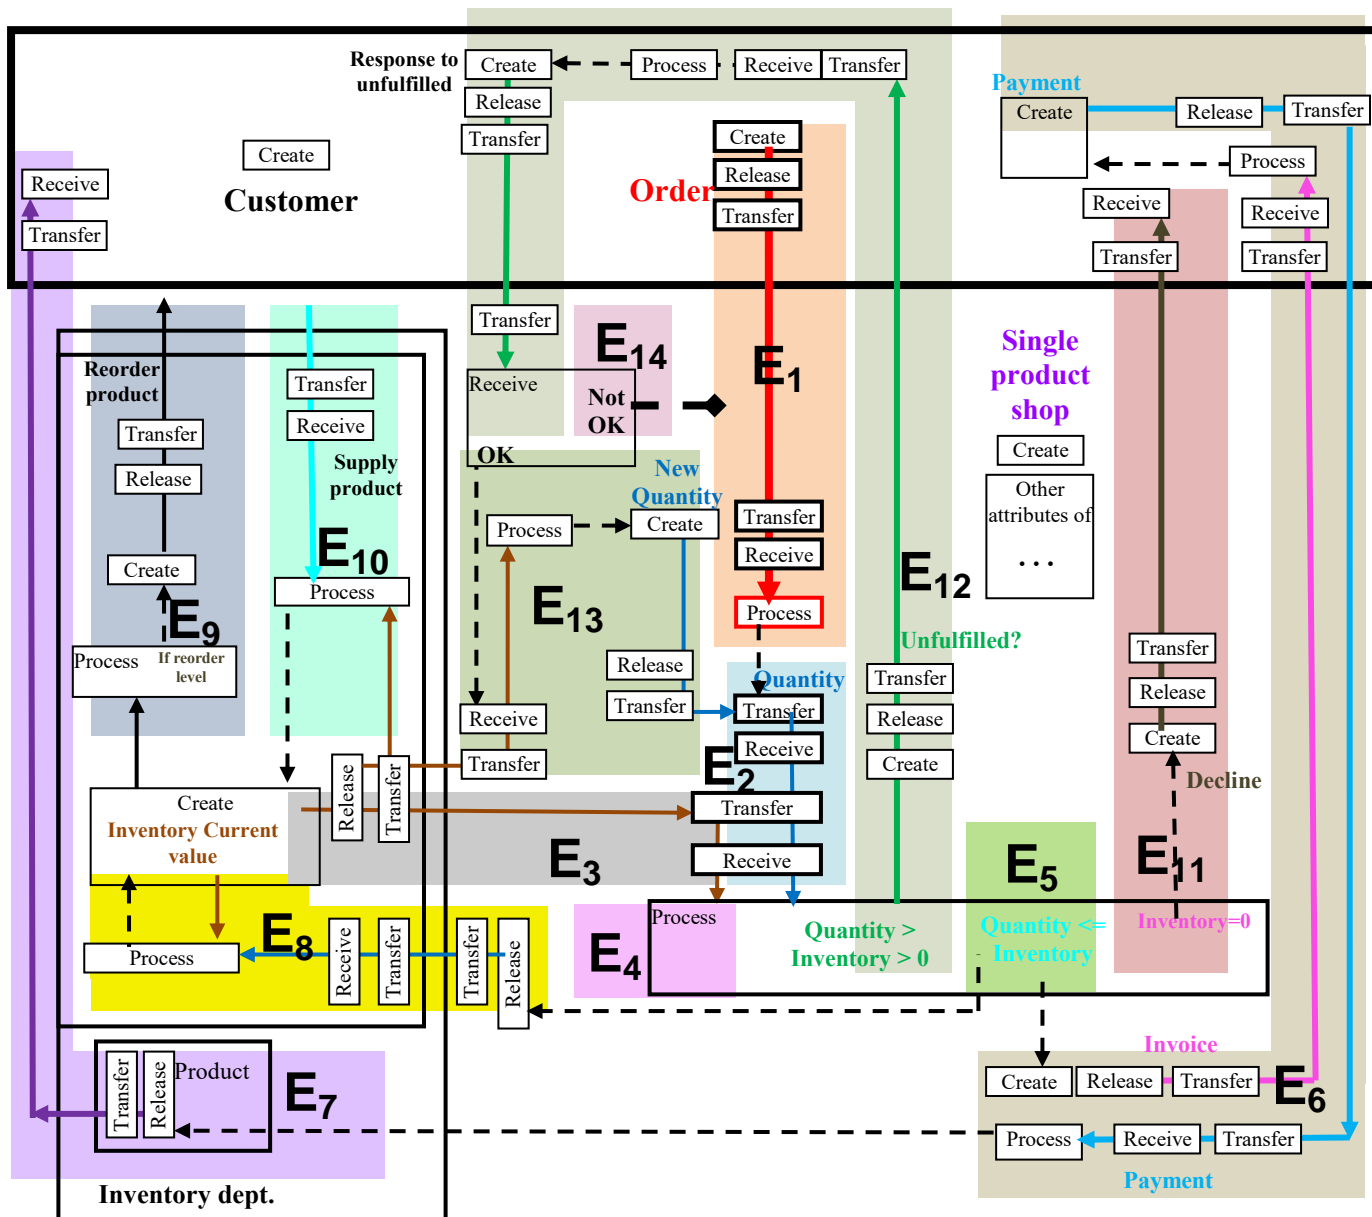 Response to
unfulfilled
Create
Process
Receive
Transfer
Release
Transfer
Payment
Create
Release
Transfer
Create
Release
Transfer
Order
Create
Customer
Receive
Transfer
Process
Receive
Transfer
Receive
Transfer
Transfer
Receive
Not
OK
OK
E14
E1
Single
product
shop
Create
Other
attributes of
...
Reorder
product
Transfer
Release
Create
E9
Process
If reorder
level
Transfer
Receive
Supply
product
E10
Process
New
Quantity
Process
Create
E13
Release
Transfer
Receive
Transfer
Transfer
Receive
Process
Quantity
Transfer
Receive
E2
Transfer
Receive
E12
Unfulfilled?
Transfer
Release
Create
Transfer
Release
Create
Decline
E11
Create
Inventory Current
value
Release
Transfer
E3
E5
Process
Quantity >
Inventory > 0
Quantity <=
Inventory
Inventory=0
E4
E8
Process
Receive
Transfer
Transfer
Release
Transfer
Release
Product
E7
Inventory dept.
Invoice
Create
Release
Transfer
E6
Process
Receive
Transfer
Payment